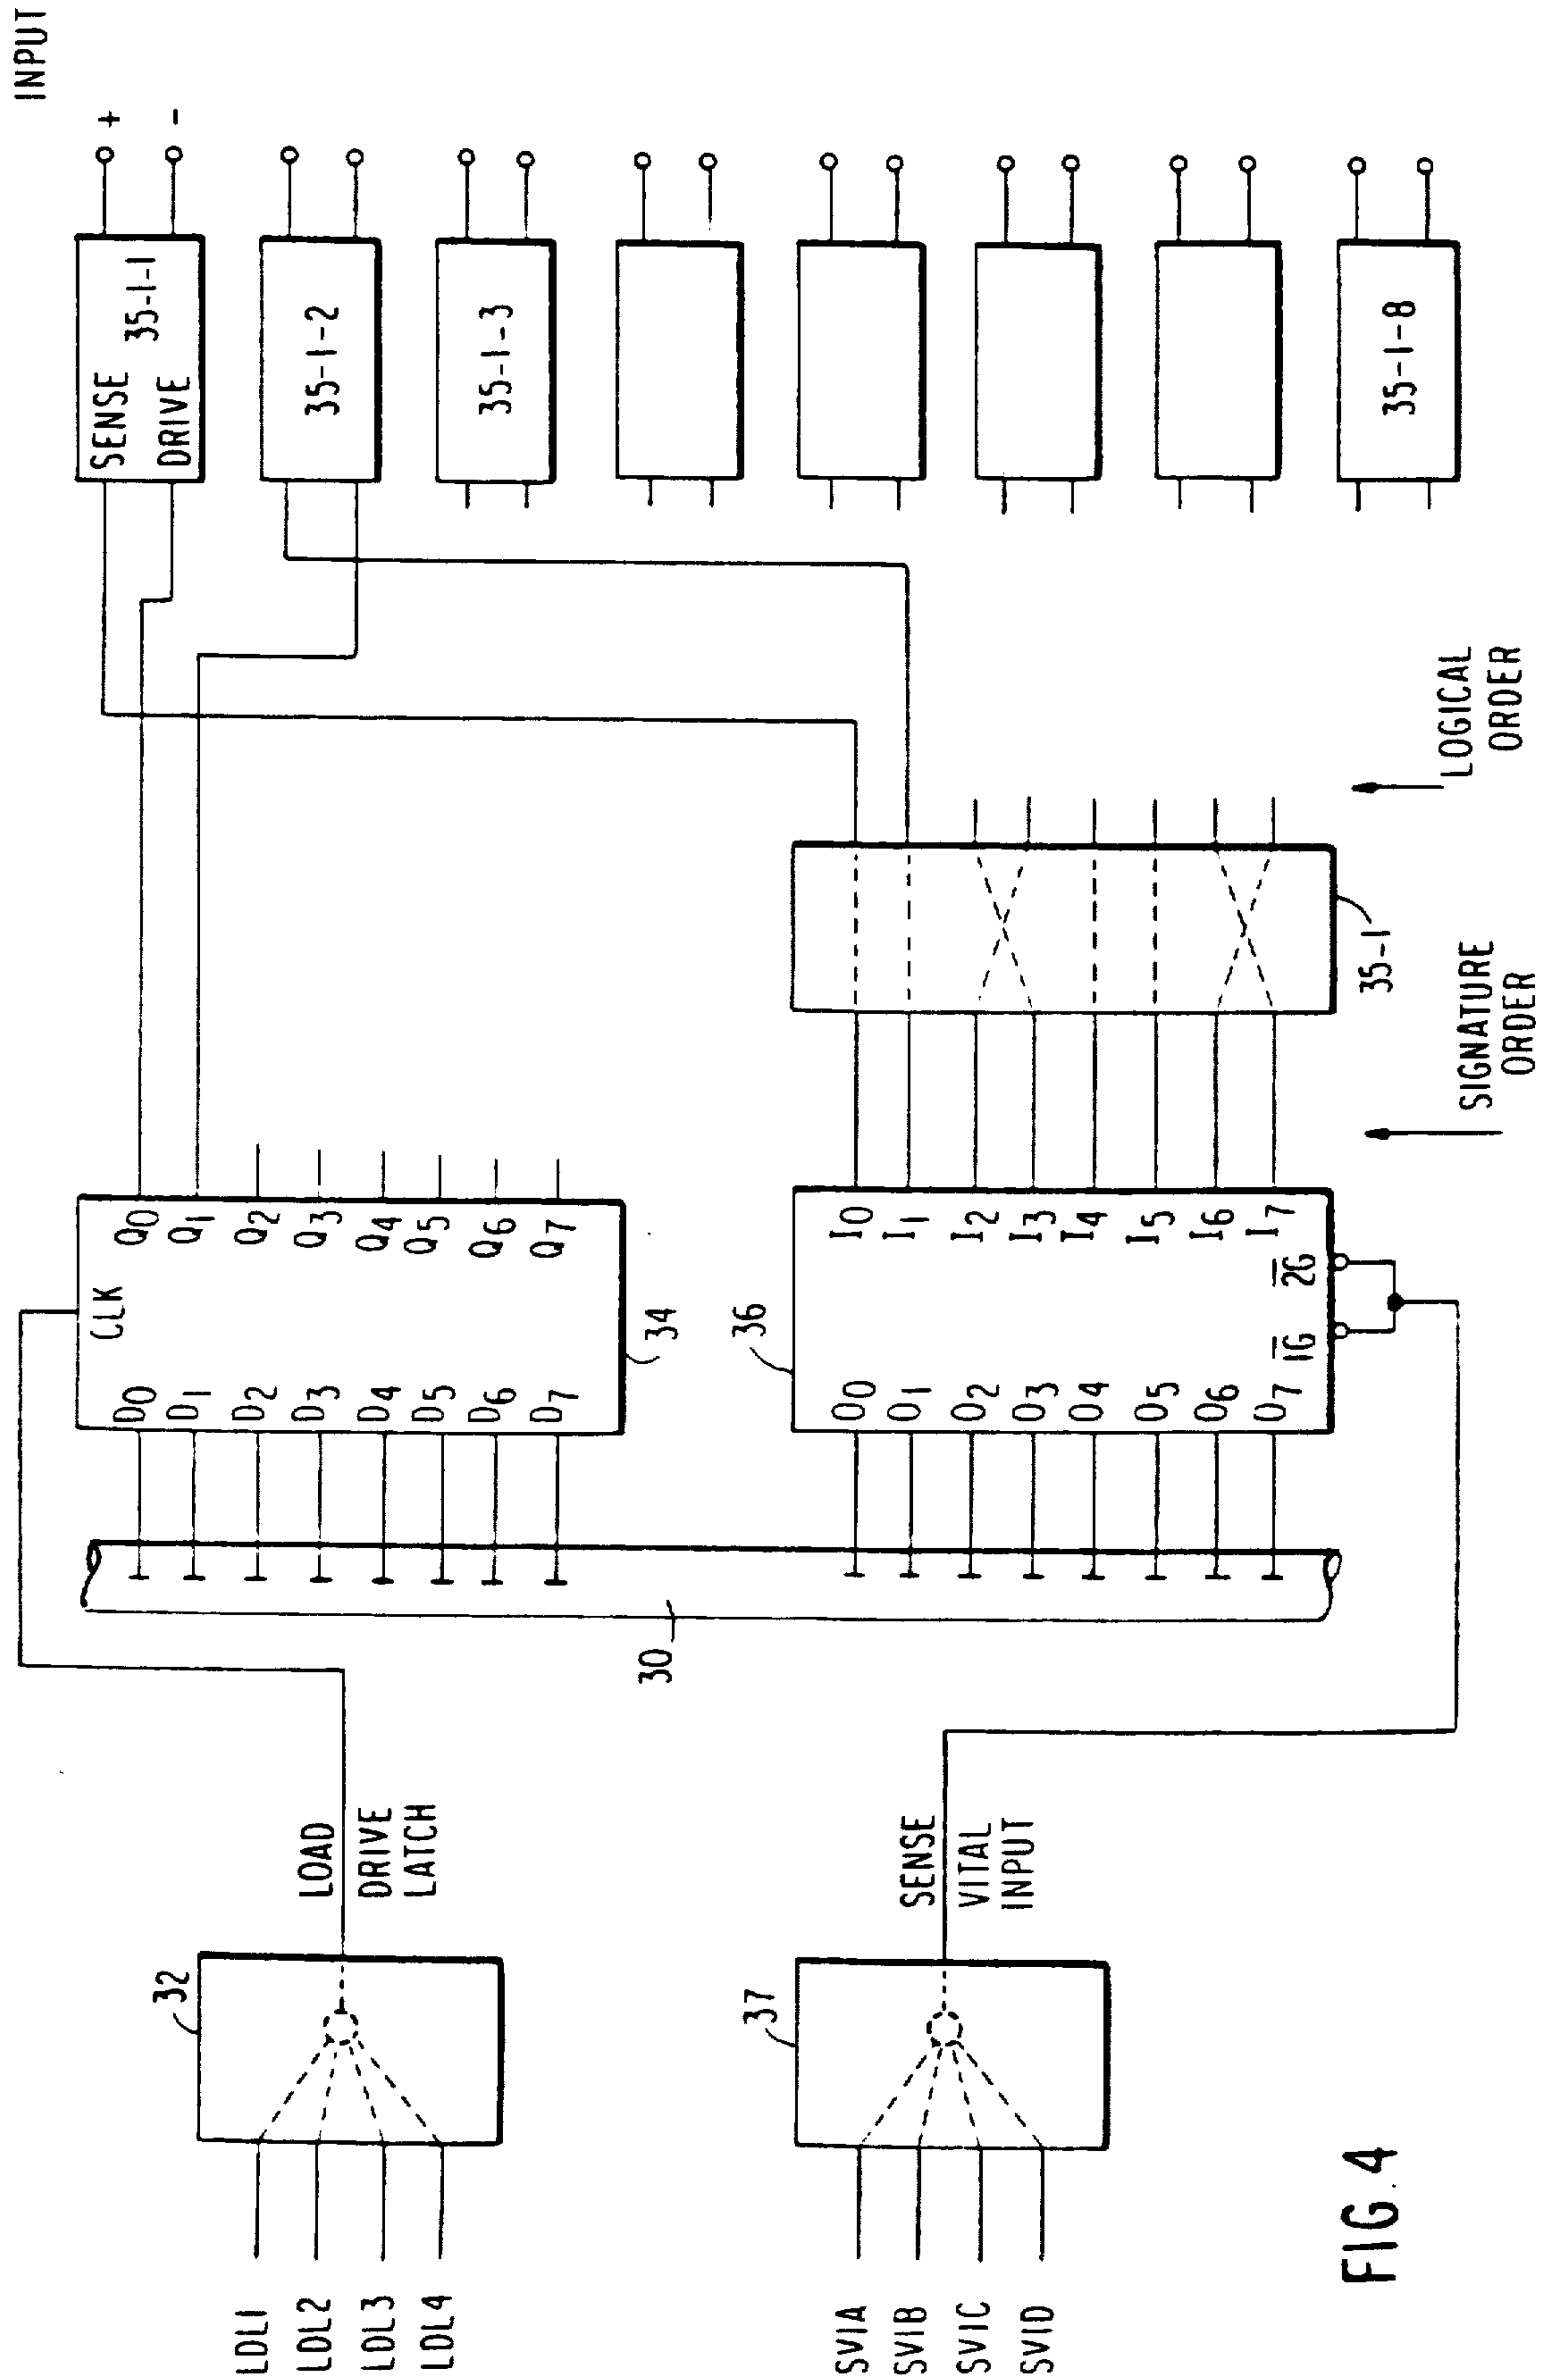 INPUT
+
-
SENSE
35-1-1
DRIVE
35-1-2
35-1-3
35-1-8
LOGICAL
ORDER
35-1
SIGNATURE
ORDER
CLK
Q0
Q1
Q2
Q3
Q4
Q5
Q6
Q7
D0
D1
D2
D3
D4
D5
D6
D7
34
36
I0
I1
I2
I3
I4
I5
I6
I7
2G
1G
O0
O1
O2
O3
O4
O5
O6
O7
30
LOAD
DRIVE
LATCH
SENSE
VITAL
INPUT
32
37
LDL1
LDL2
LDL3
LDL4
SVIA
SVIB
SVIC
SVID
FIG. 4